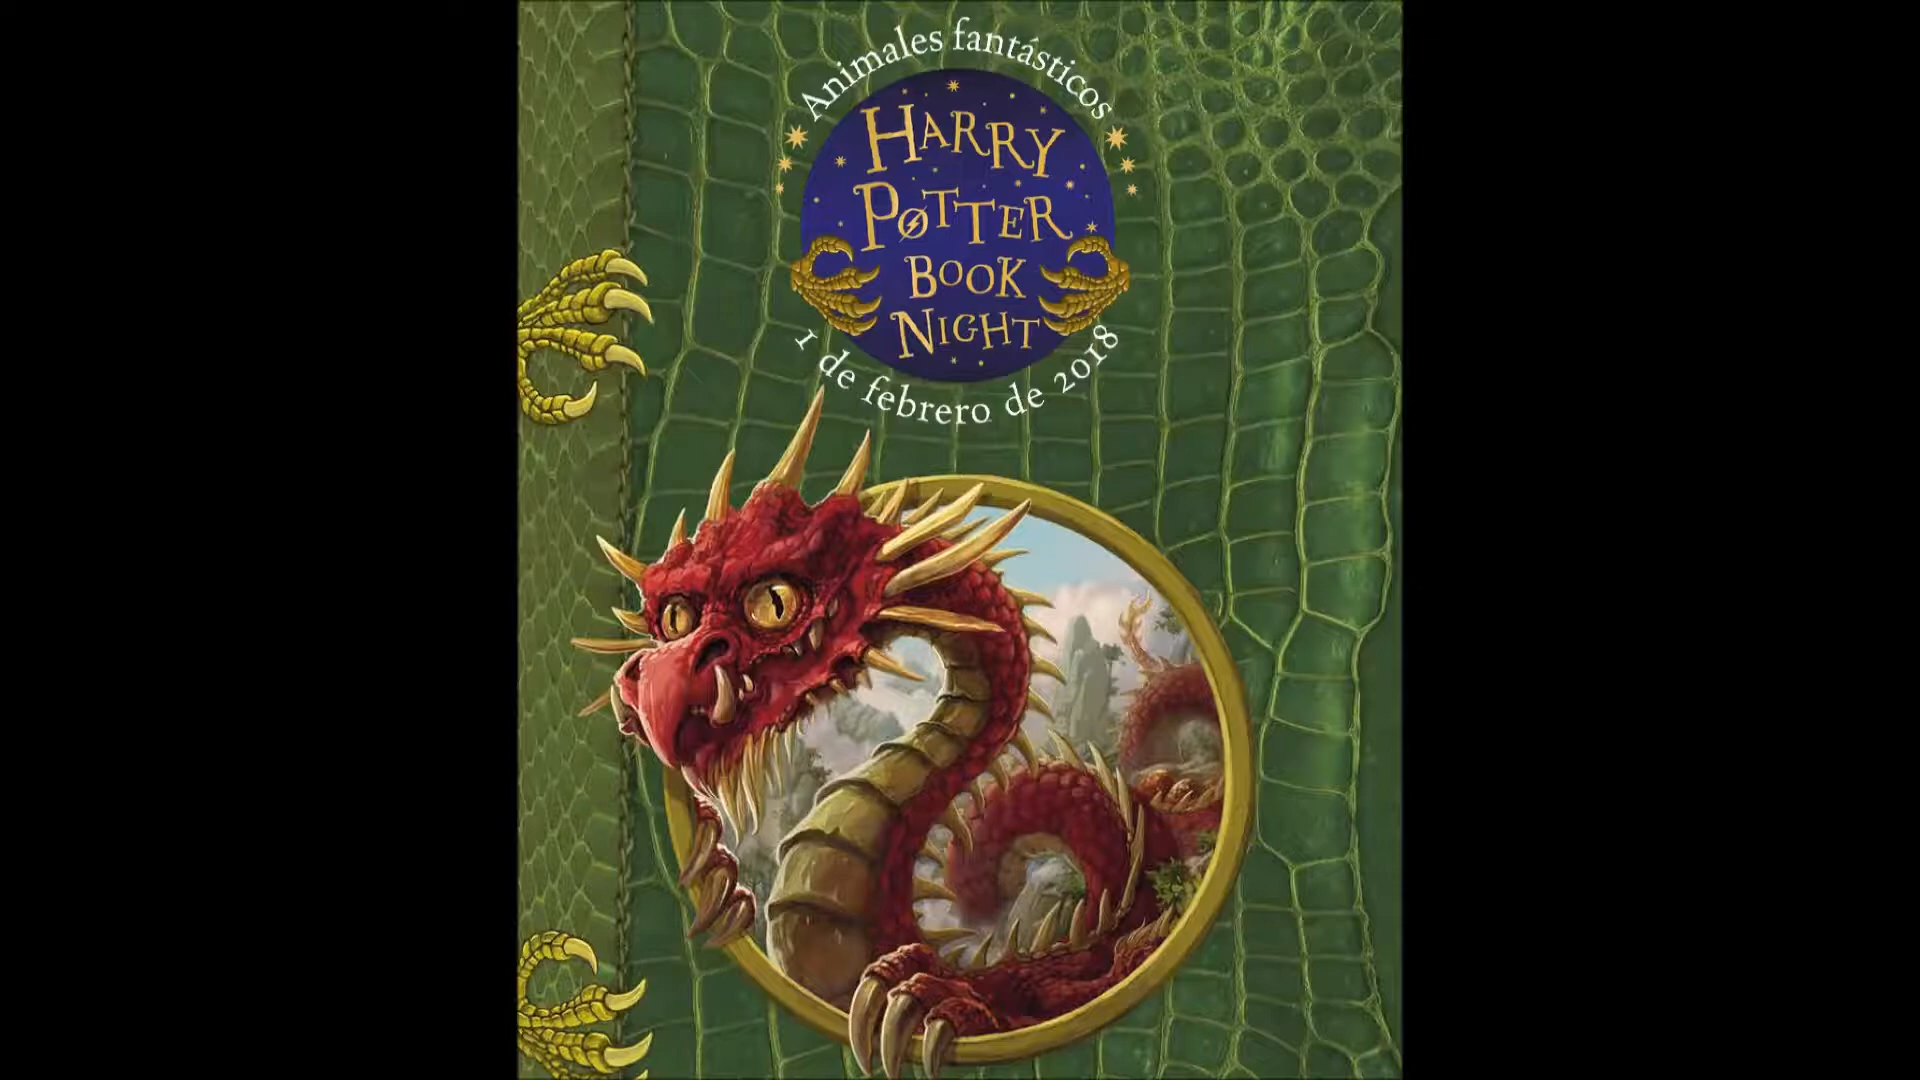 Animales fantásticos
HARRY
POTTER
BOOK
NIGHT
1 de febrero de 2018